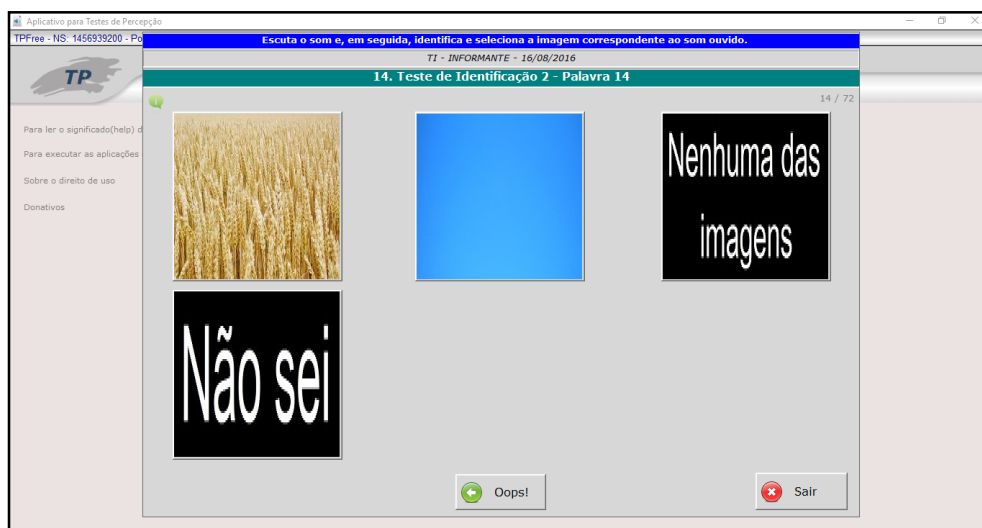 Aplicativo para Testes de Percepção
TPFree - NS: 1456939200 - Po
Escuta o som e, em seguida, identifica e seleciona a imagem correspondente ao som ouvido.
TI - INFORMANTE - 16/08/2016
TP
14. Teste de Identificação 2 - Palavra 14
14 / 72
Para ler o significado(help) d
Para executar as aplicações
Sobre o direito de uso
Donativos
Nenhuma das
imagens
Não sei
Oops!
Sair